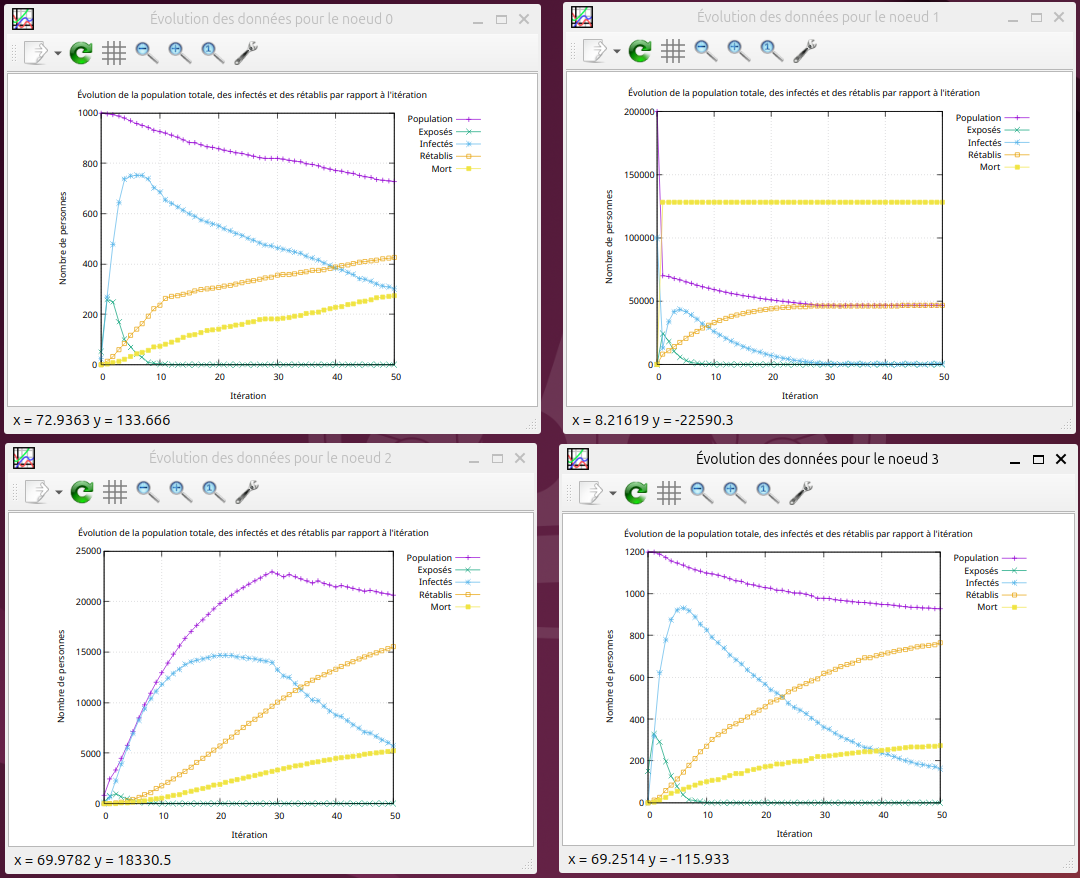 Évolution des données pour le noeud 0
Évolution de la population totale, des infectés et des rétablis par rapport à l'itération
Population
Exposés
Infectés
Rétablis
Mort
Nombre de personnes
1000
800
600
400
200
0
0 10 20 30 40 50
Itération
x = 72.9363 y = 133.666
Évolution des données pour le noeud 1
Évolution de la population totale, des infectés et des rétablis par rapport à l'itération
Population
Exposés
Infectés
Rétablis
Mort
Nombre de personnes
200000
150000
100000
50000
0
0 10 20 30 40 50
Itération
x = 8.21619 y = -22590.3
Évolution des données pour le noeud 2
Évolution de la population totale, des infectés et des rétablis par rapport à l'itération
Population
Exposés
Infectés
Rétablis
Mort
Nombre de personnes
25000
20000
15000
10000
5000
0
0 10 20 30 40 50
Itération
x = 69.9782 y = 18330.5
Évolution des données pour le noeud 3
Évolution de la population totale, des infectés et des rétablis par rapport à l'itération
Population
Exposés
Infectés
Rétablis
Mort
Nombre de personnes
1200
1000
800
600
400
200
0
0 10 20 30 40 50
Itération
x = 69.2514 y = -115.933